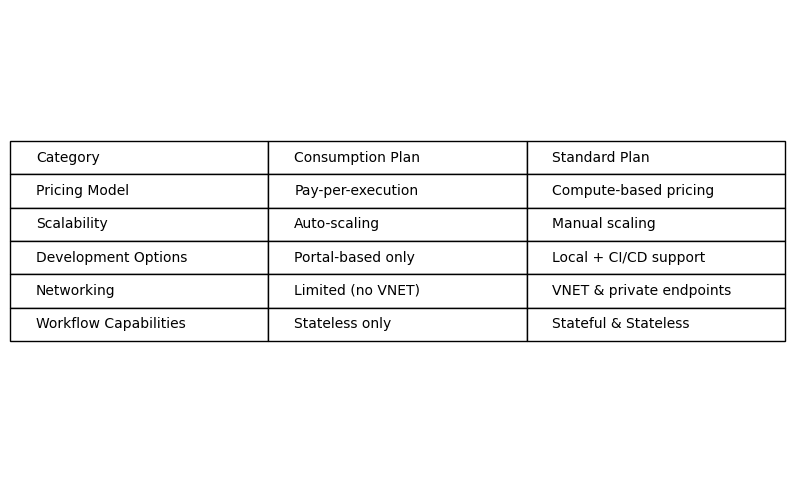 Category Consumption Plan Standard Plan
Pricing Model Pay-per-execution Compute-based pricing
Scalability Auto-scaling Manual scaling
Development Options Portal-based only Local + CI/CD support
Networking Limited (no VNET) VNET & private endpoints
Workflow Capabilities Stateless only Stateful & Stateless